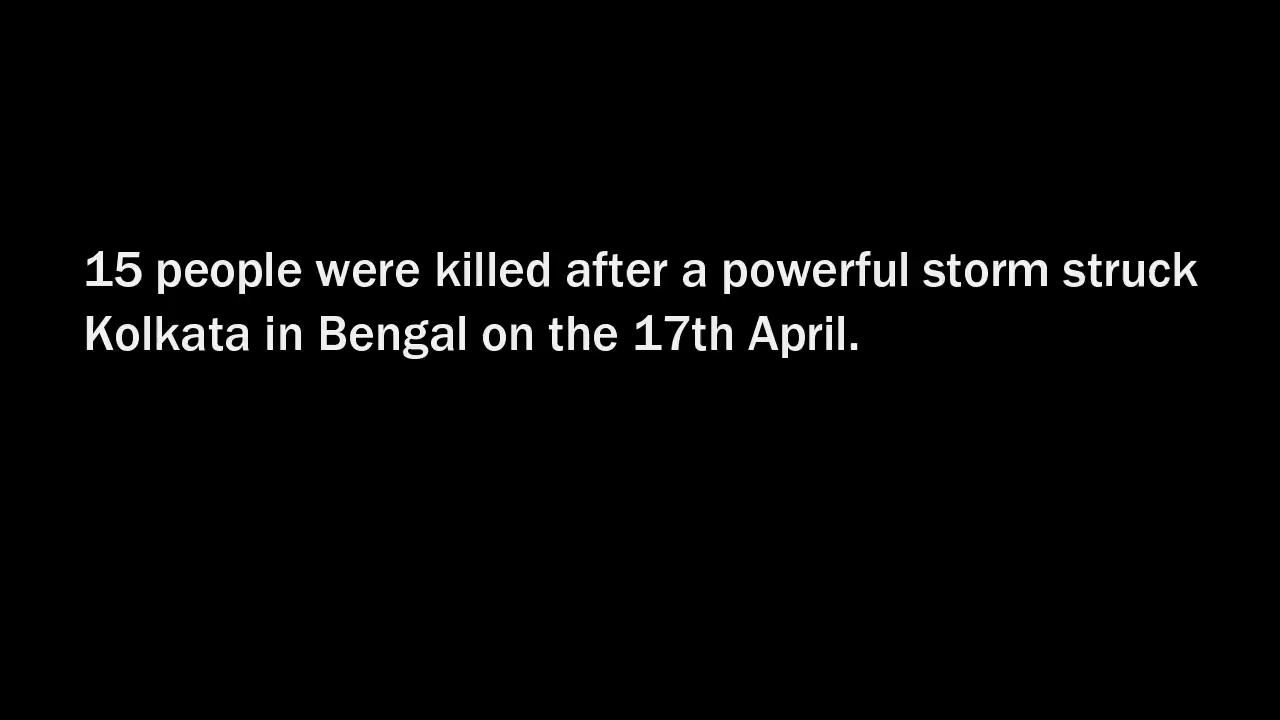 15 people were killed after a powerful storm struck
Kolkata in Bengal on the 17th April.